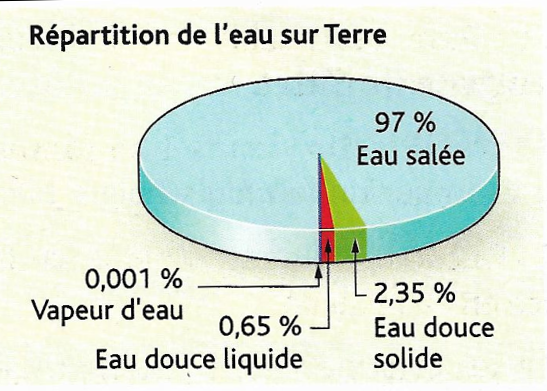 Répartition de l'eau sur Terre
97 %
Eau salée
0,001 %
Vapeur d'eau
0,65 %
Eau douce liquide
2,35 %
Eau douce
solide